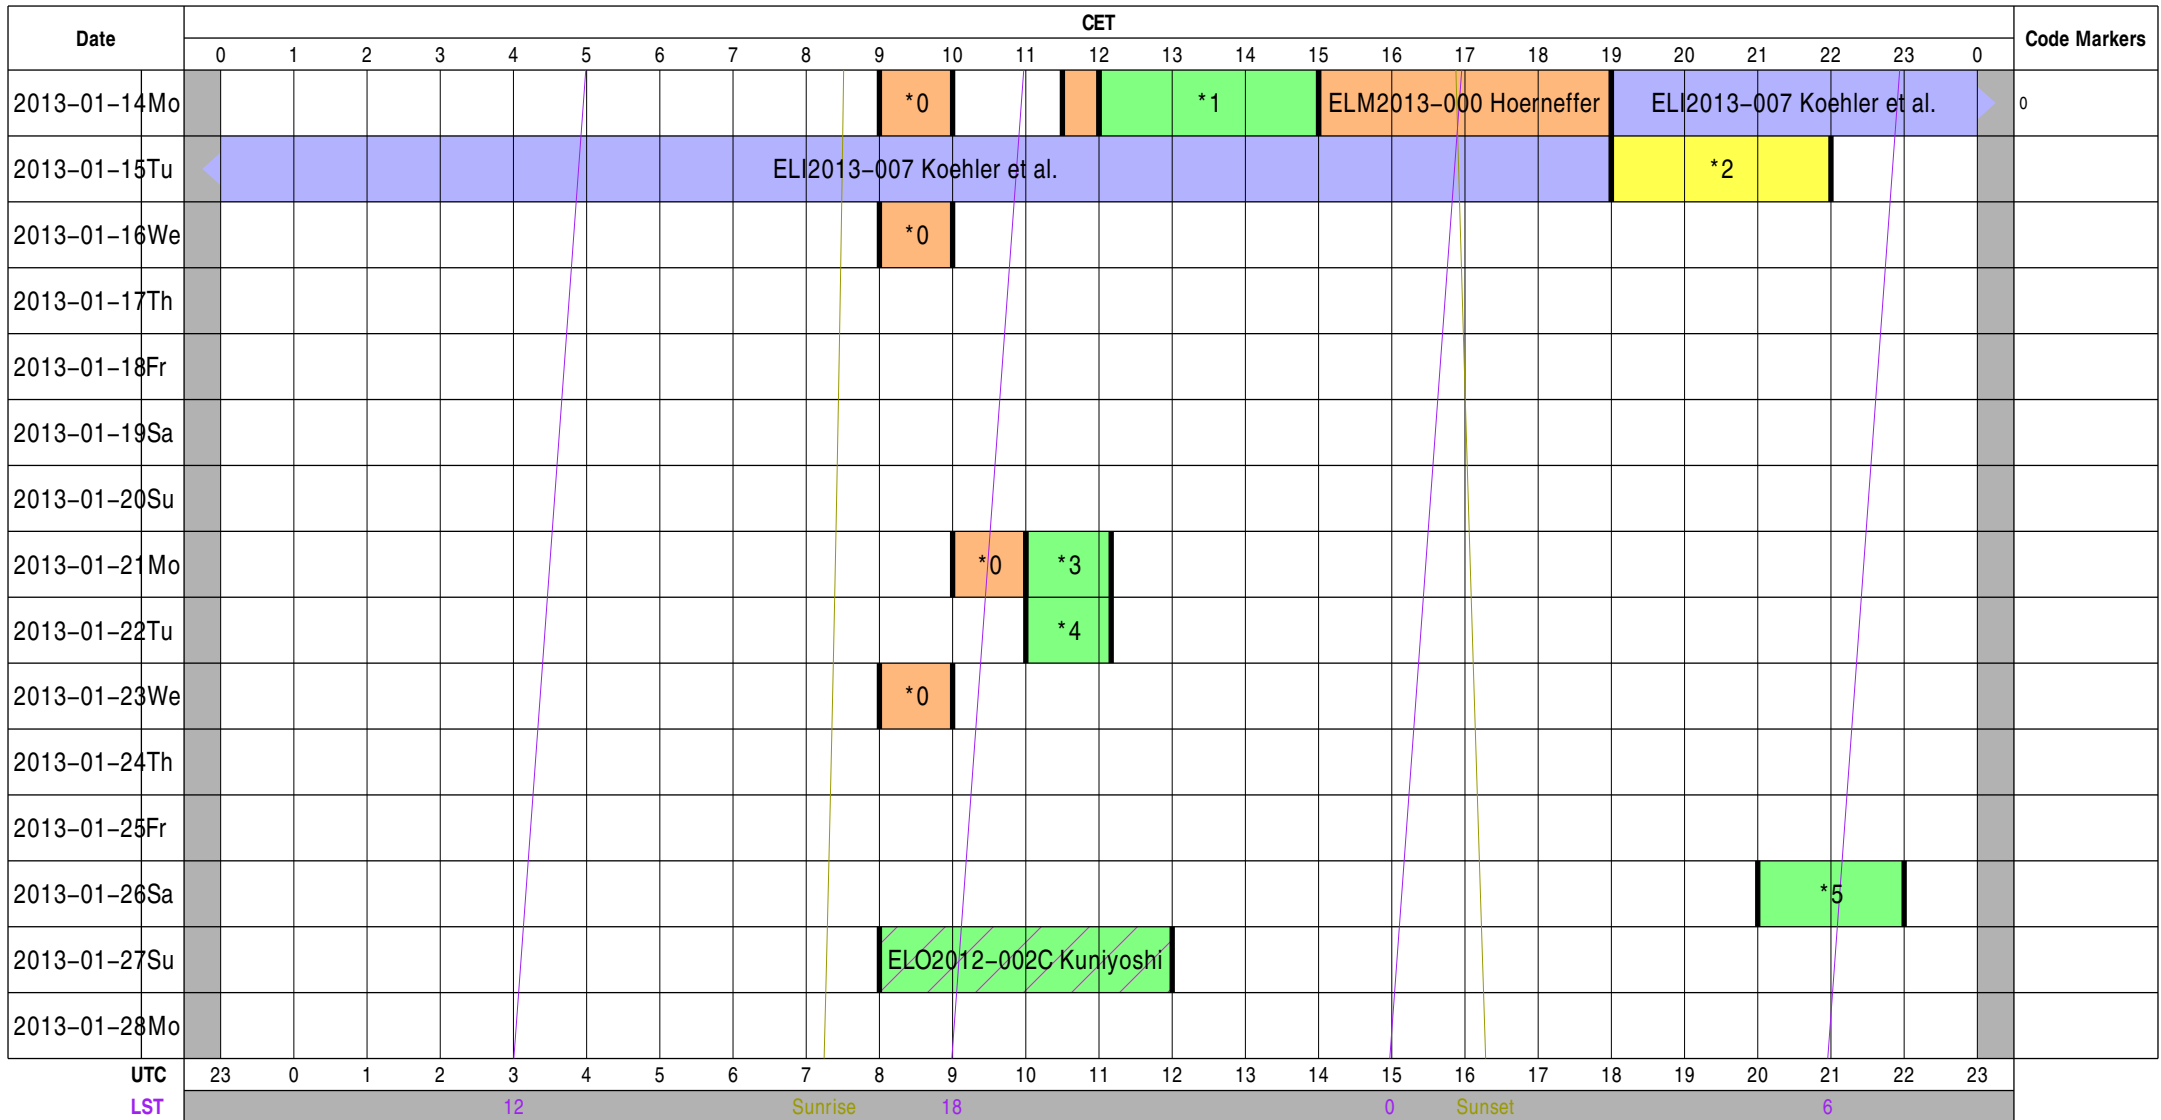 Date CET Code Markers
0 1 2 3 4 5 6 7 8 9 10 11 12 13 14 15 16 17 18 19 20 21 22 23 0
2013-01-14Mo *0 *1 ELM2013-000 Hoerneffer ELI2013-007 Koehler et al. 0
2013-01-15Tu ELI2013-007 Koehler et al. *2
2013-01-16We *0
2013-01-17Th
2013-01-18Fr
2013-01-19Sa
2013-01-20Su
2013-01-21Mo *0 *3
2013-01-22Tu *4
2013-01-23We *0
2013-01-24Th
2013-01-25Fr
2013-01-26Sa *5
2013-01-27Su ELO2012-002C Kuniyoshi
2013-01-28Mo
UTC 23 0 1 2 3 4 5 6 7 8 9 10 11 12 13 14 15 16 17 18 19 20 21 22 23
LST 12 Sunrise 18 0 Sunset 6